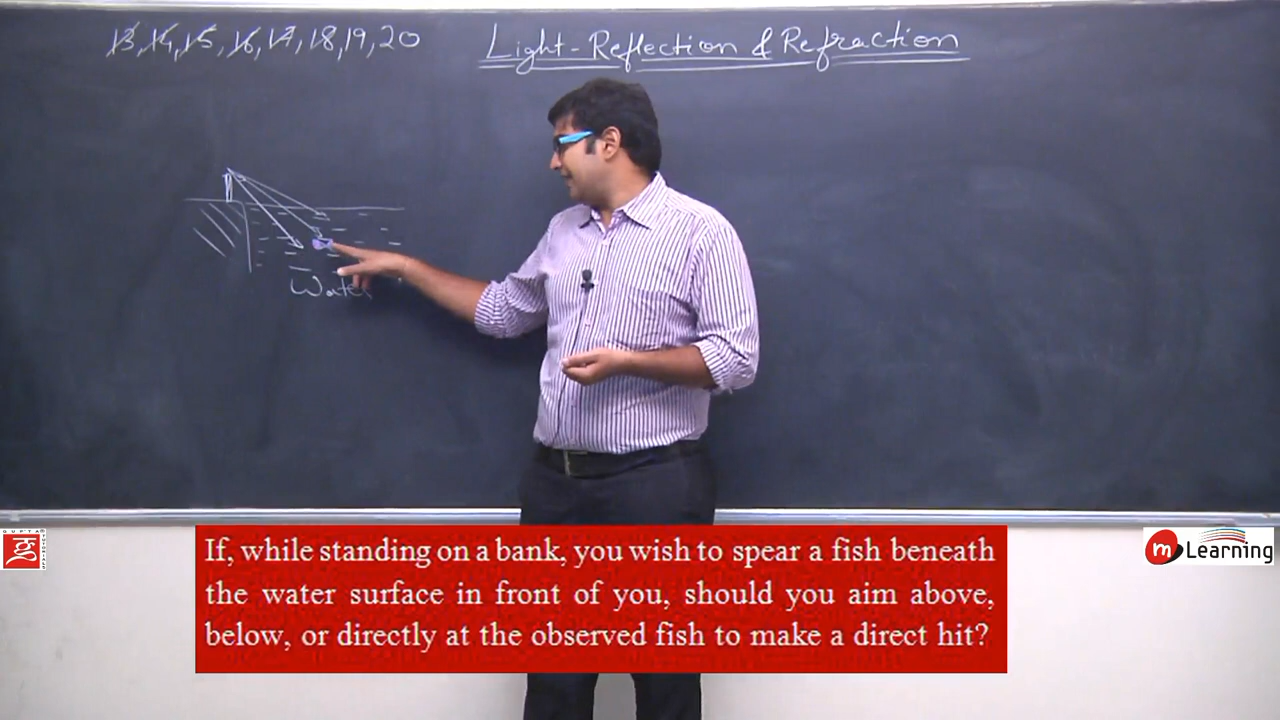 13, 14, 15, 16, 17, 18, 19, 20
Light - Reflection & Refraction
Water
If, while standing on a bank, you wish to spear a fish beneath
the water surface in front of you, should you aim above,
below, or directly at the observed fish to make a direct hit?
GUPTA
m Learning